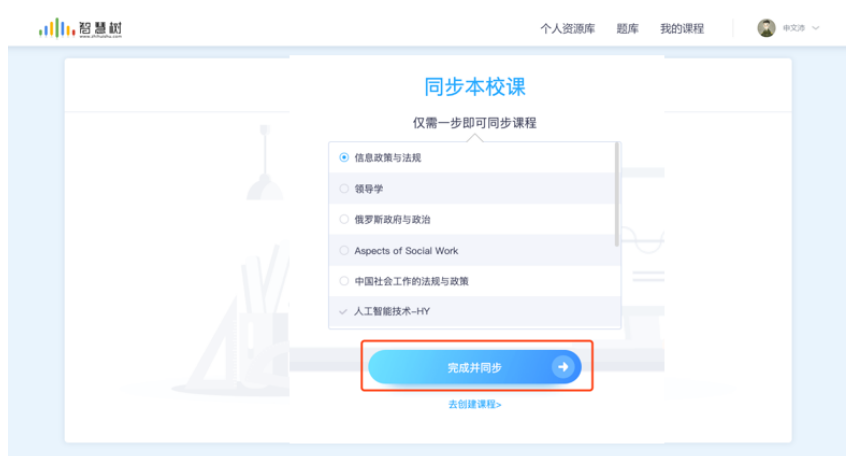 智慧树
www.zhihuishu.com
个人资源库 题库 我的课程 申文沛
同步本校课
仅需一步即可同步课程
信息政策与法规
领导学
俄罗斯政府与政治
Aspects of Social Work
中国社会工作的法规与政策
人工智能技术-HY
完成并同步
去创建课程>